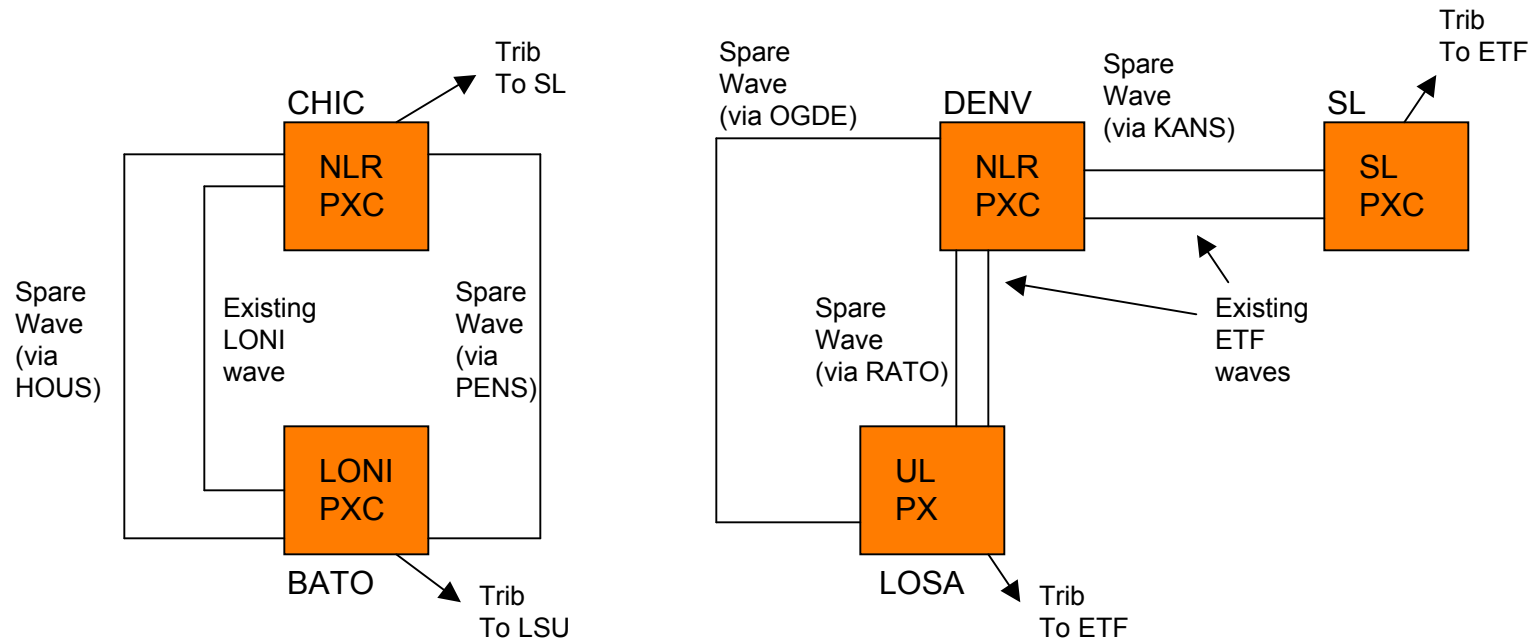 Trib
To SL
CHIC
NLR
PXC
Spare
Wave
(via
HOUS)
Existing
LONI
wave
Spare
Wave
(via
PENS)
LONI
PXC
BATO
Trib
To LSU
Spare
Wave
(via OGDE)
DENV
NLR
PXC
Spare
Wave
(via KANS)
SL
SL
PXC
Trib
To ETF
Spare
Wave
(via RATO)
Existing
ETF
waves
UL
PX
LOSA
Trib
To ETF